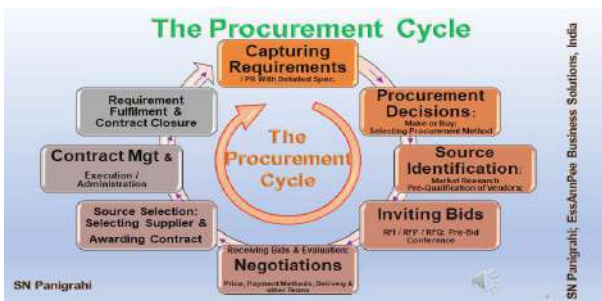 The Procurement Cycle
Capturing
Requirements
/ PR With Detailed Spec.
Procurement
Decisions:
Make or Buy;
Selecting Procurement Method
Source
Identification:
Market Research
Pre-Qualification of Vendors;
Inviting Bids
RFI / RFP / RFQ; Pre-Bid
Conference
Receiving Bids & Evaluation:
Negotiations
Price, Payment Methods, Delivery &
other Terms
Source Selection:
Selecting Supplier &
Awarding Contract
Contract Mgt &
Execution /
Administration
Requirement
Fulfilment &
Contract Closure
The
Procurement
Cycle
SN Panigrahi
SN Panigrahi; EssAnnPee Business Solutions, India